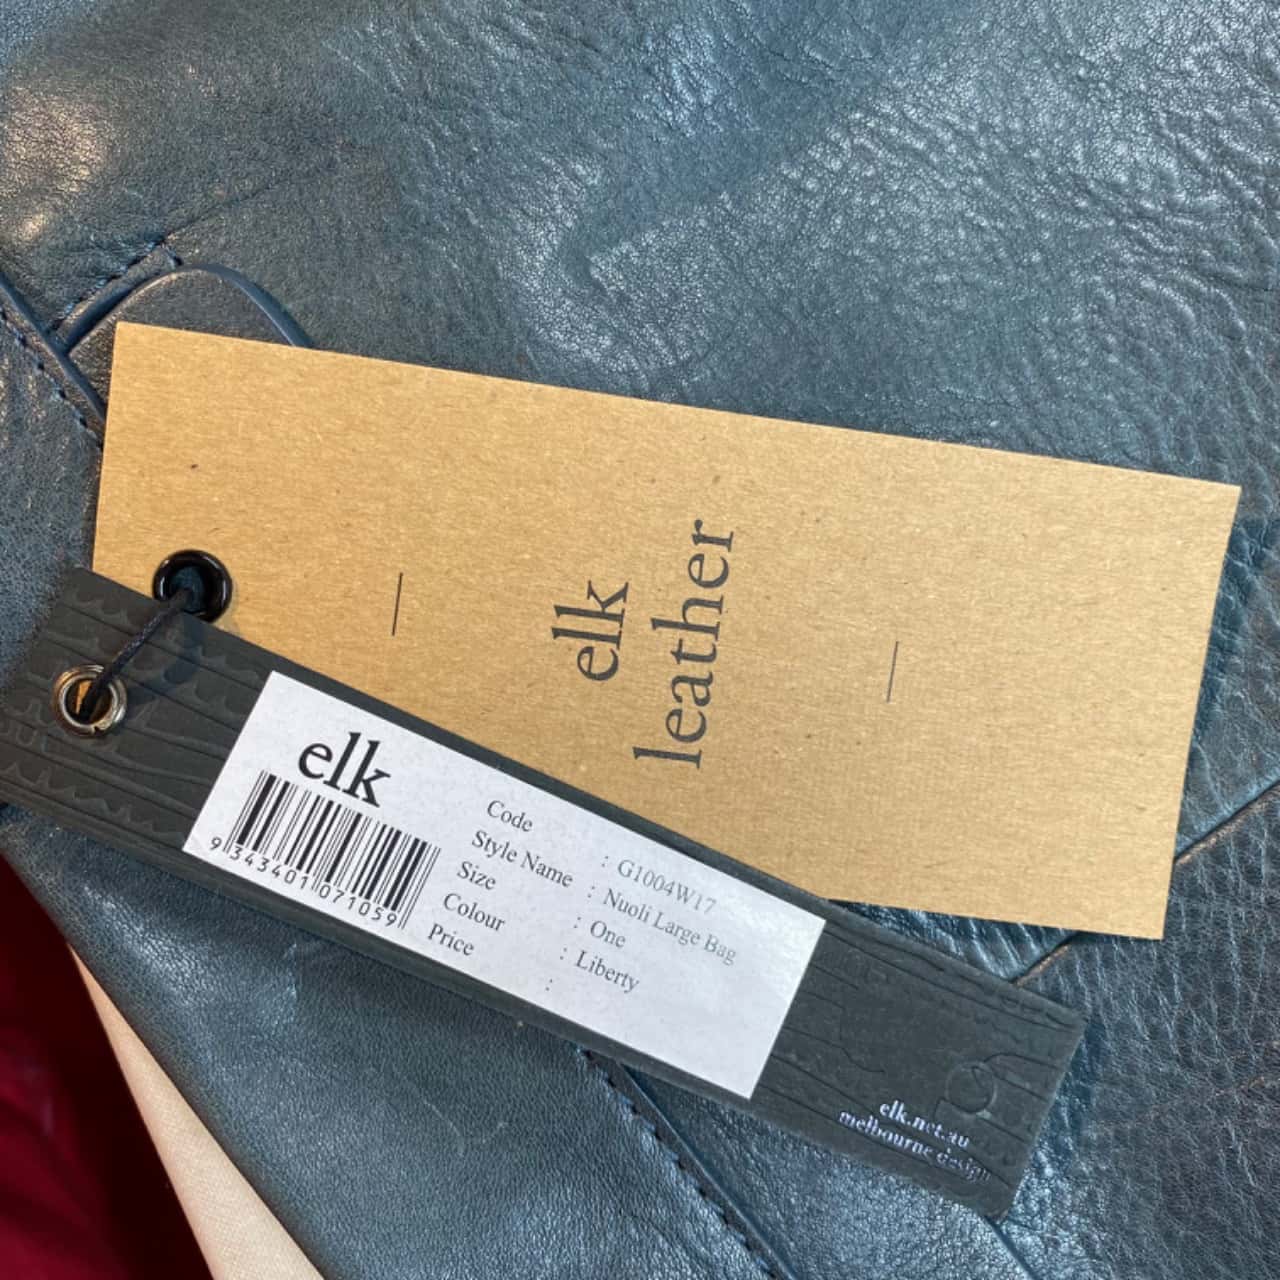 elk
leather
elk
9 343401 071059
Code : G1004W17
Style Name : Nuoli Large Bag
Size : One
Colour : Liberty
Price :
elk.net.au
melbourne design